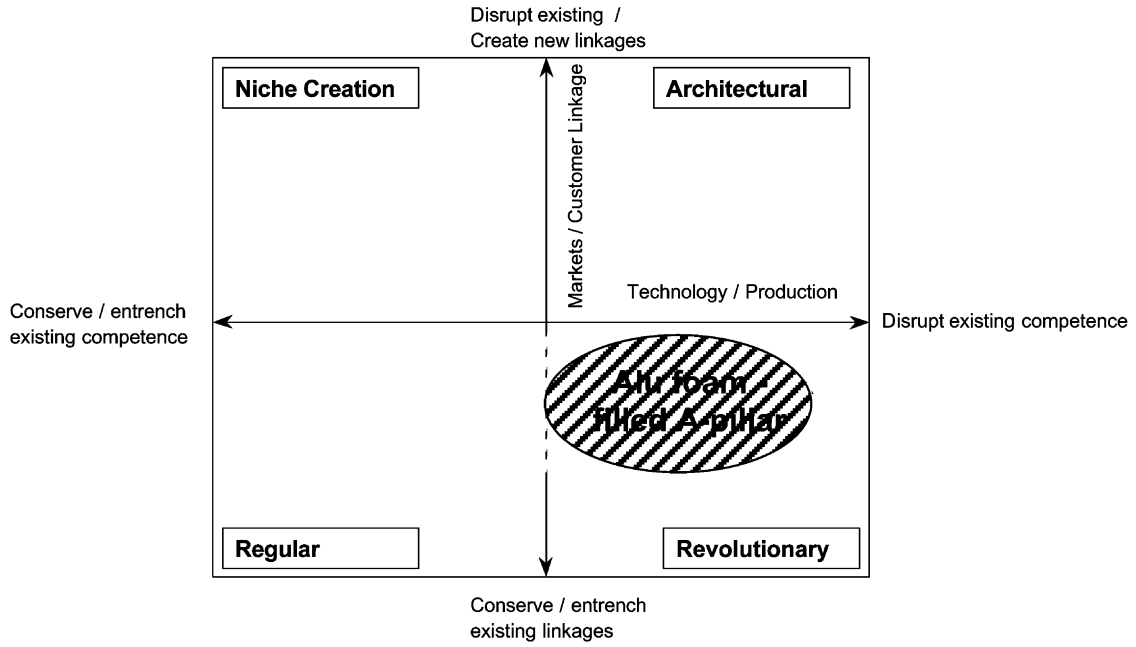 Disrupt existing /
Create new linkages
Niche Creation
Architectural
Markets / Customer Linkage
Technology / Production
Conserve / entrench
existing competence
Disrupt existing competence
Alu foam -
filled A-pillar
Regular
Revolutionary
Conserve / entrench
existing linkages